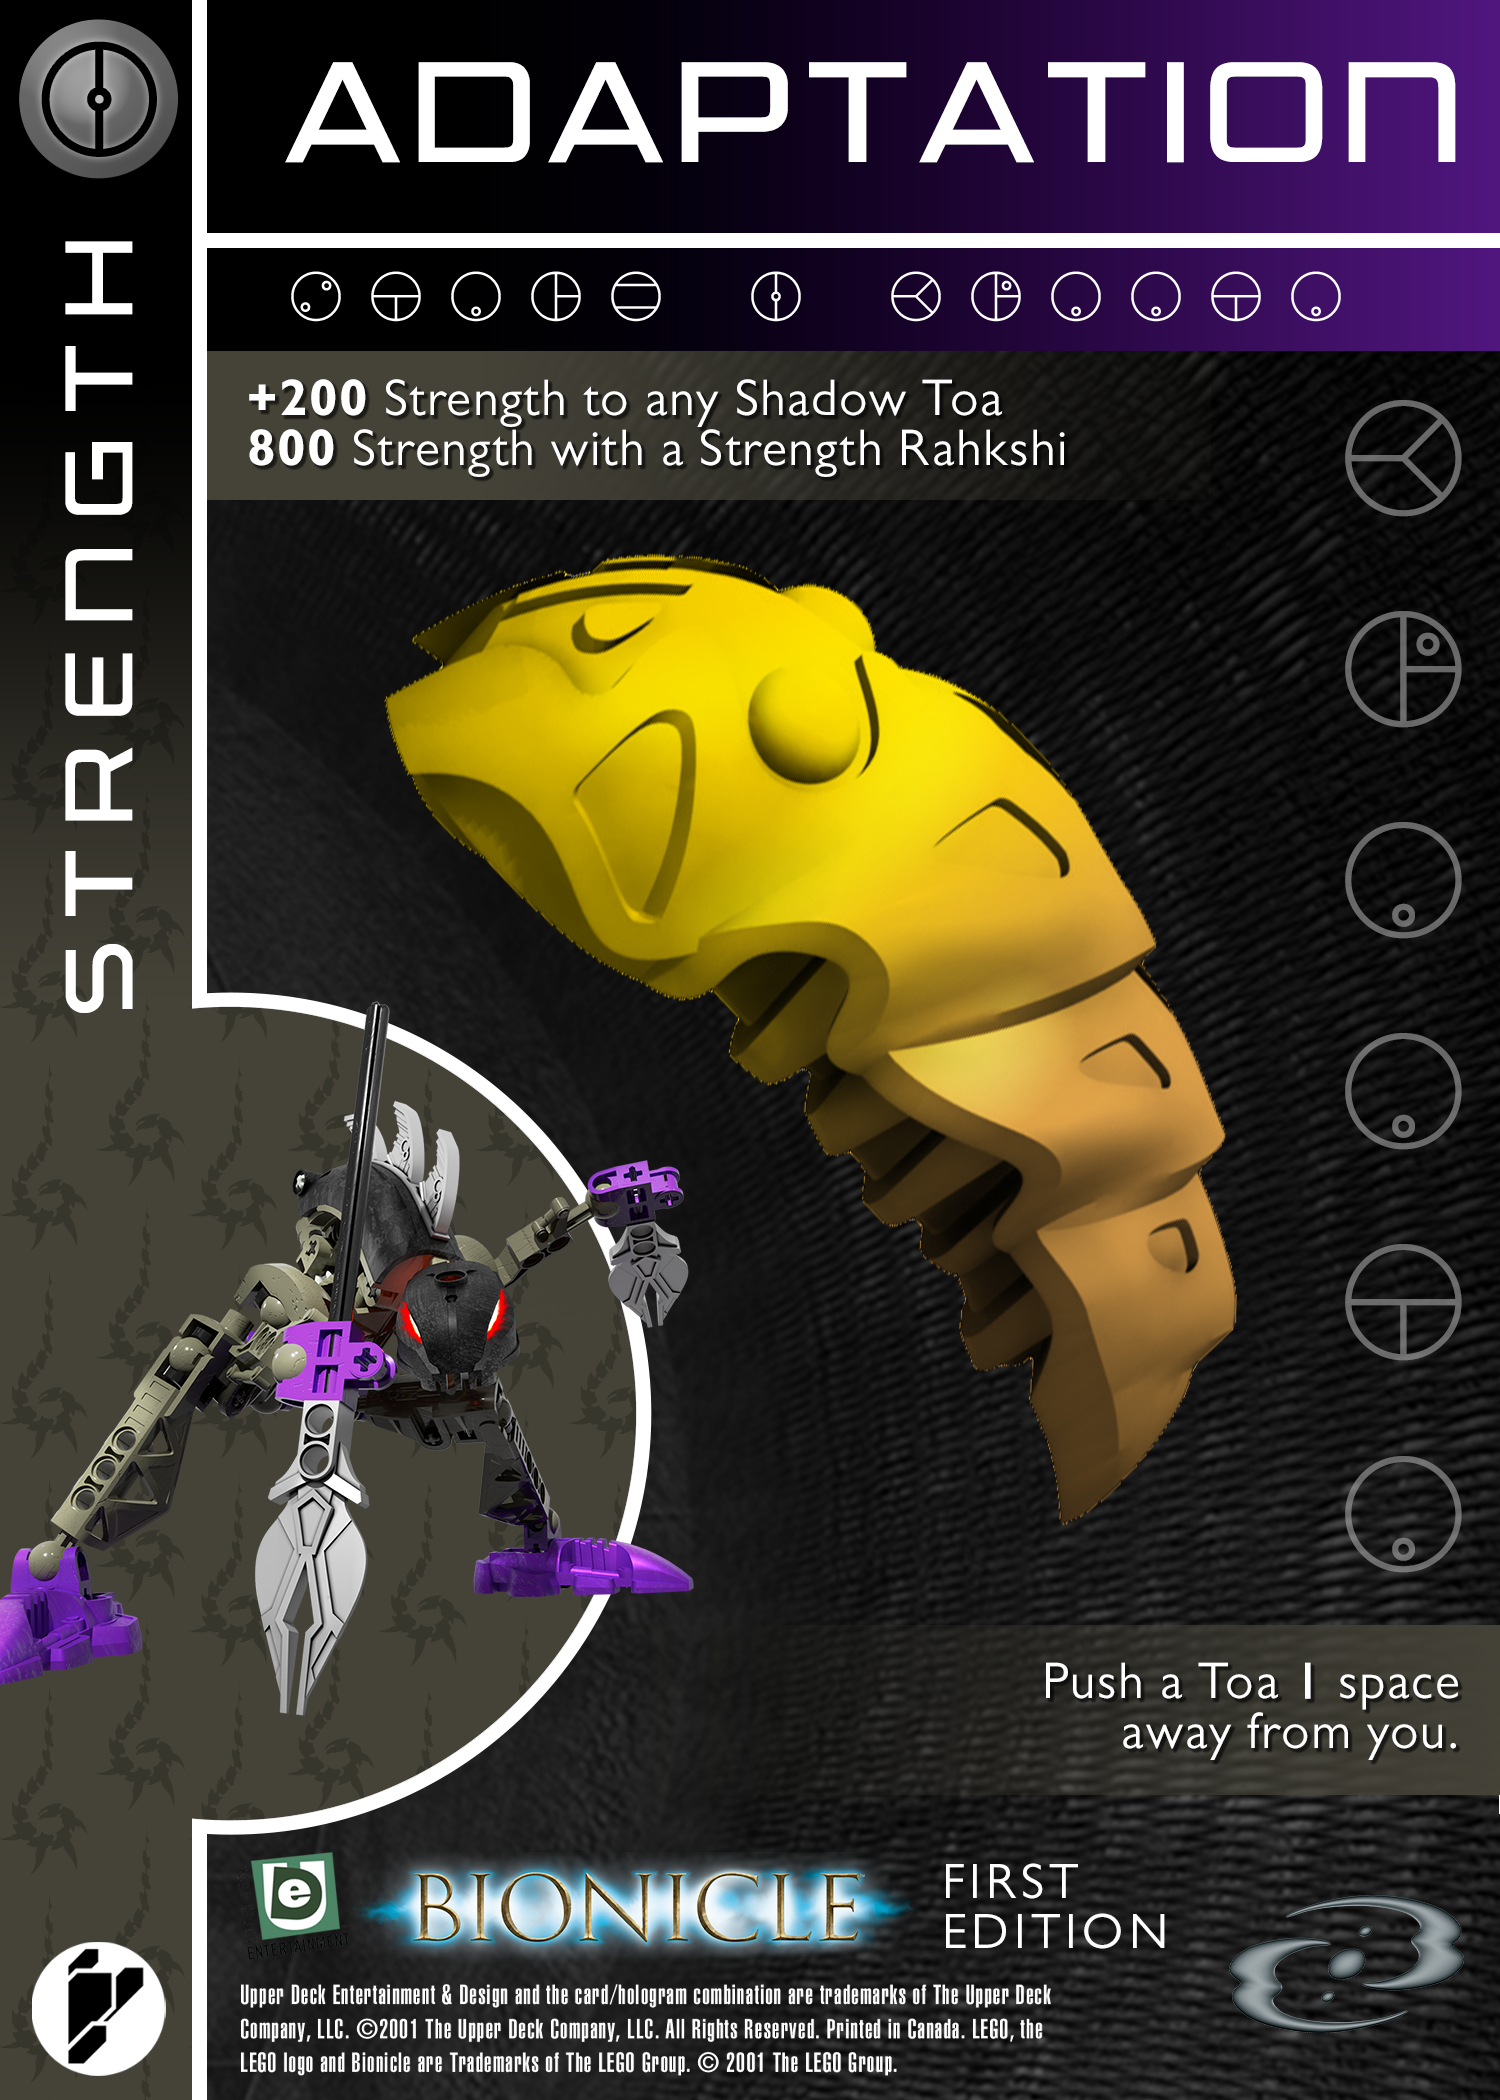 ADAPTATION
STRENGTH
+200 Strength to any Shadow Toa
800 Strength with a Strength Rahkshi
Push a Toa 1 space
away from you.
e
ENTERTAINMENT
BIONICLE
FIRST
EDITION
Upper Deck Entertainment & Design and the card/hologram combination are trademarks of The Upper Deck
Company, LLC. ©2001 The Upper Deck Company, LLC. All Rights Reserved. Printed in Canada. LEGO, the
LEGO logo and Bionicle are Trademarks of The LEGO Group. © 2001 The LEGO Group.